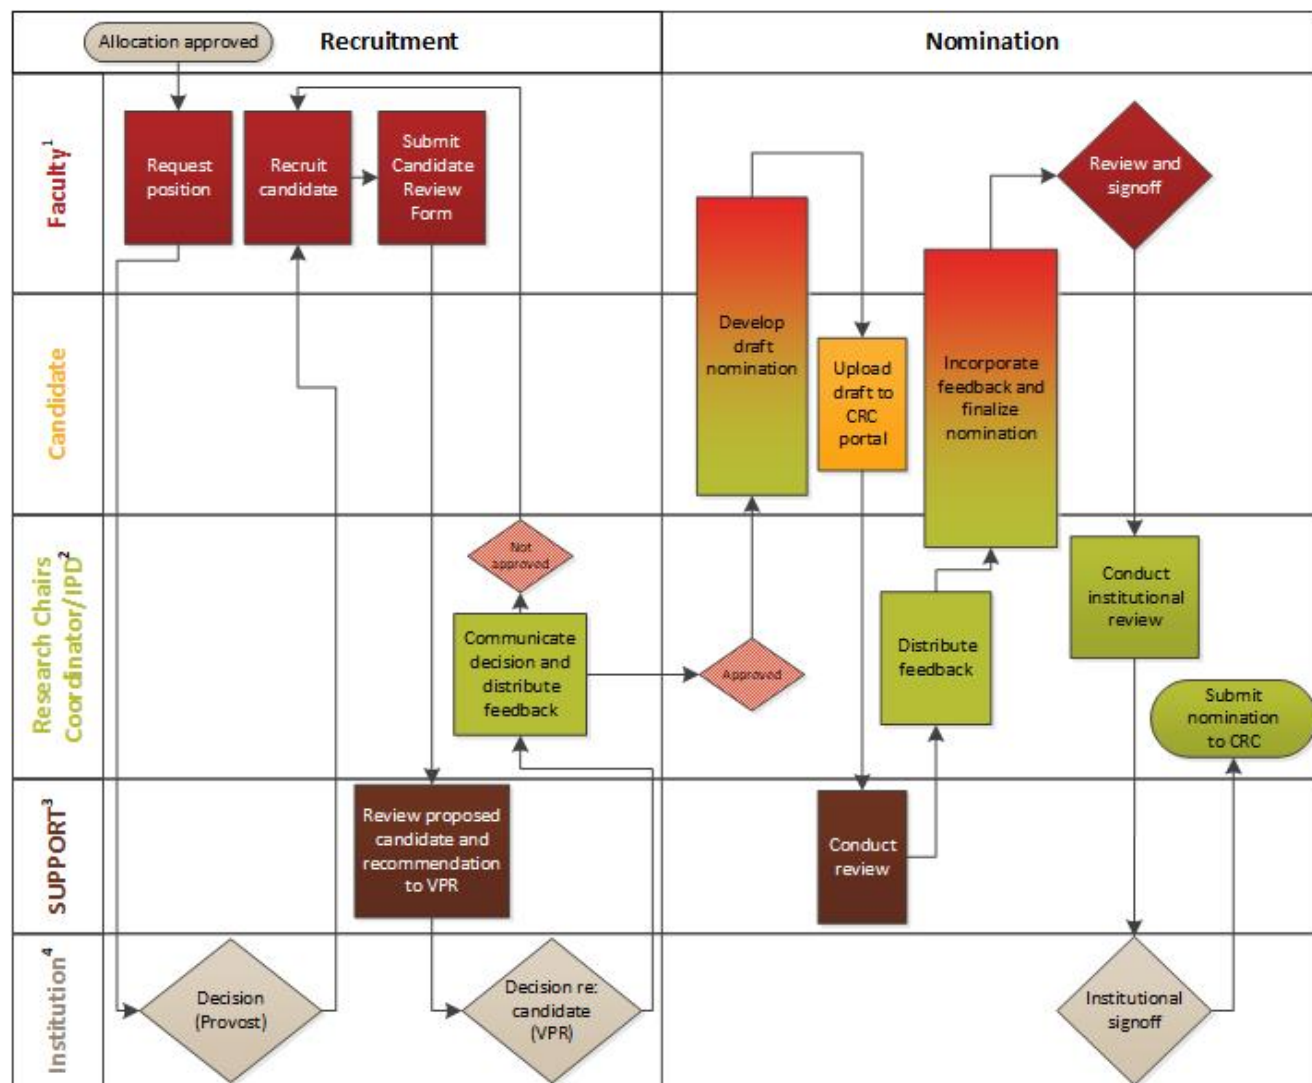 Allocation approved
Recruitment
Nomination
Faculty1
Request
position
Recruit
candidate
Submit
Candidate
Review
Form
Review and
signoff
Candidate
Develop
draft
nomination
Upload
draft to
CRC
portal
Incorporate
feedback and
finalize
nomination
Research Chairs
Coordinator/IPD2
Not
approved
Communicate
decision and
distribute
feedback
Approved
Distribute
feedback
Conduct
institutional
review
Submit
nomination
to CRC
SUPPORT3
Review proposed
candidate and
recommendation
to VPR
Conduct
review
Institution4
Decision
(Provost)
Decision re:
candidate
(VPR)
Institutional
signoff